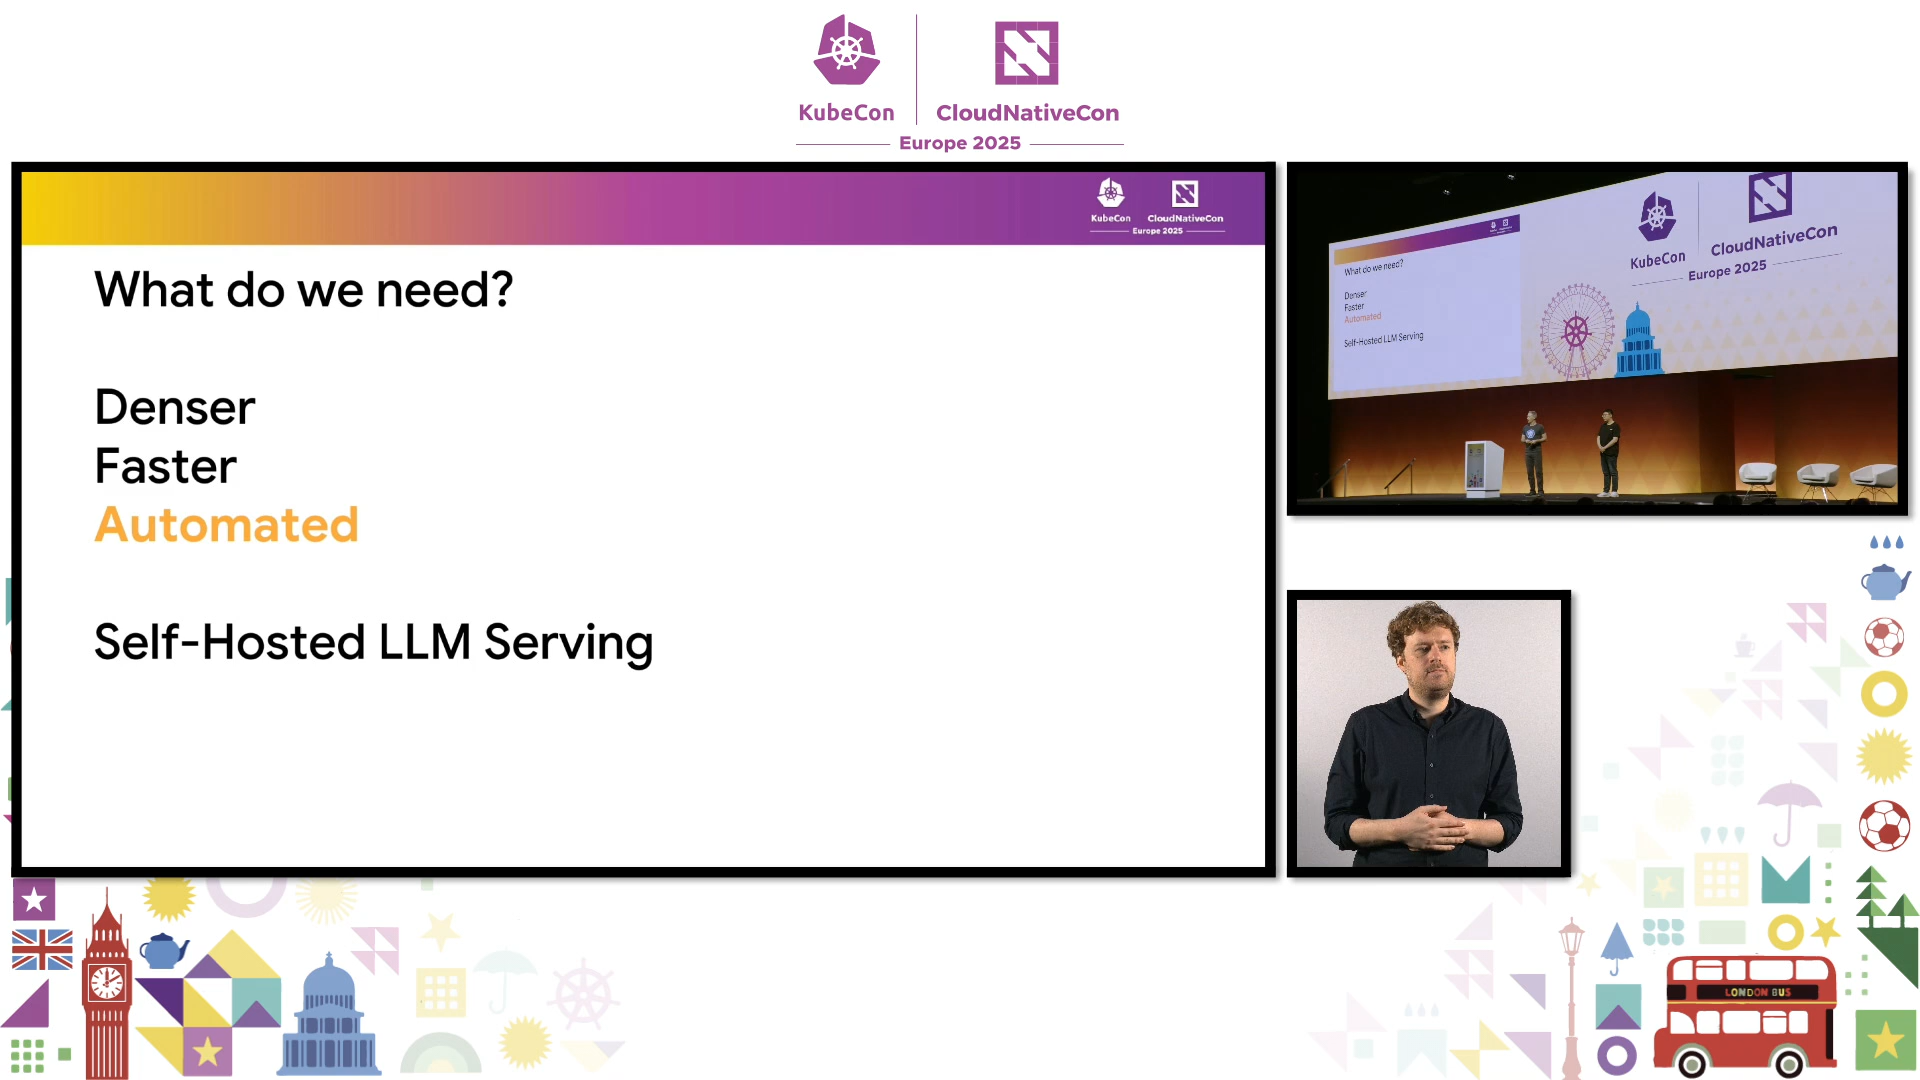 KubeCon
CloudNativeCon
Europe 2025
KubeCon
CloudNativeCon
Europe 2025
What do we need?
Denser
Faster
Automated
Self-Hosted LLM Serving
KubeCon
CloudNativeCon
Europe 2025
What do we need?
Denser
Faster
Automated
Self-Hosted LLM Serving
LONDON BUS